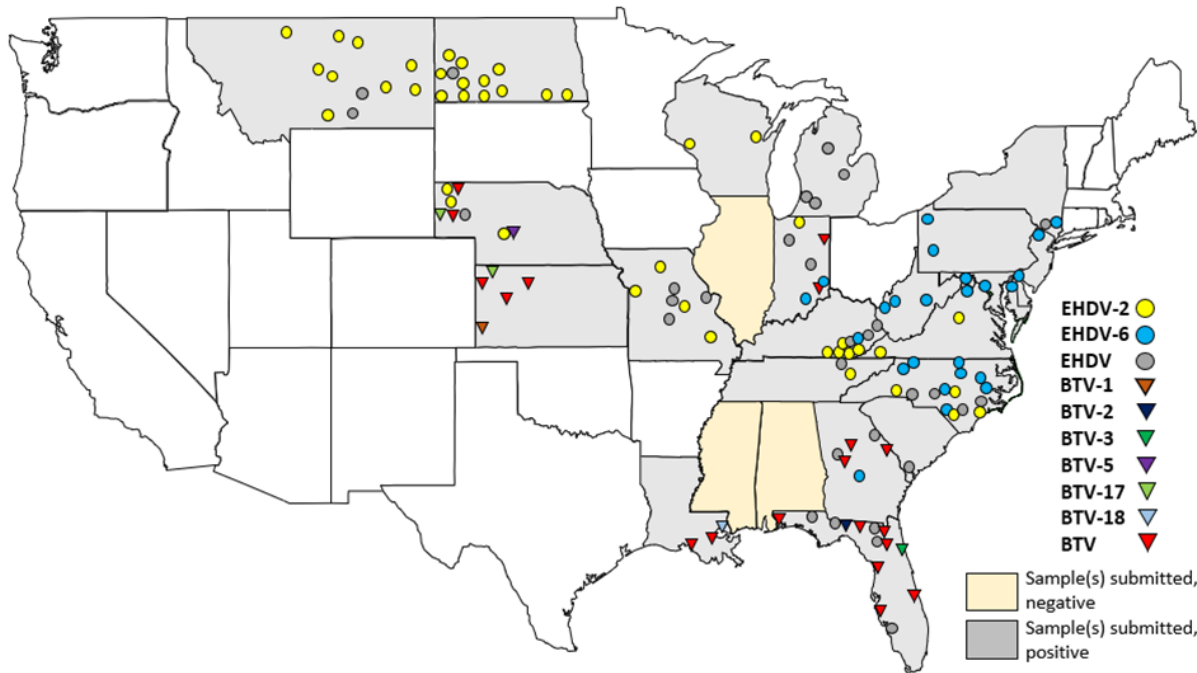 EHDV-2
EHDV-6
EHDV
BTV-1
BTV-2
BTV-3
BTV-5
BTV-17
BTV-18
BTV
Sample(s) submitted,
negative
Sample(s) submitted,
positive